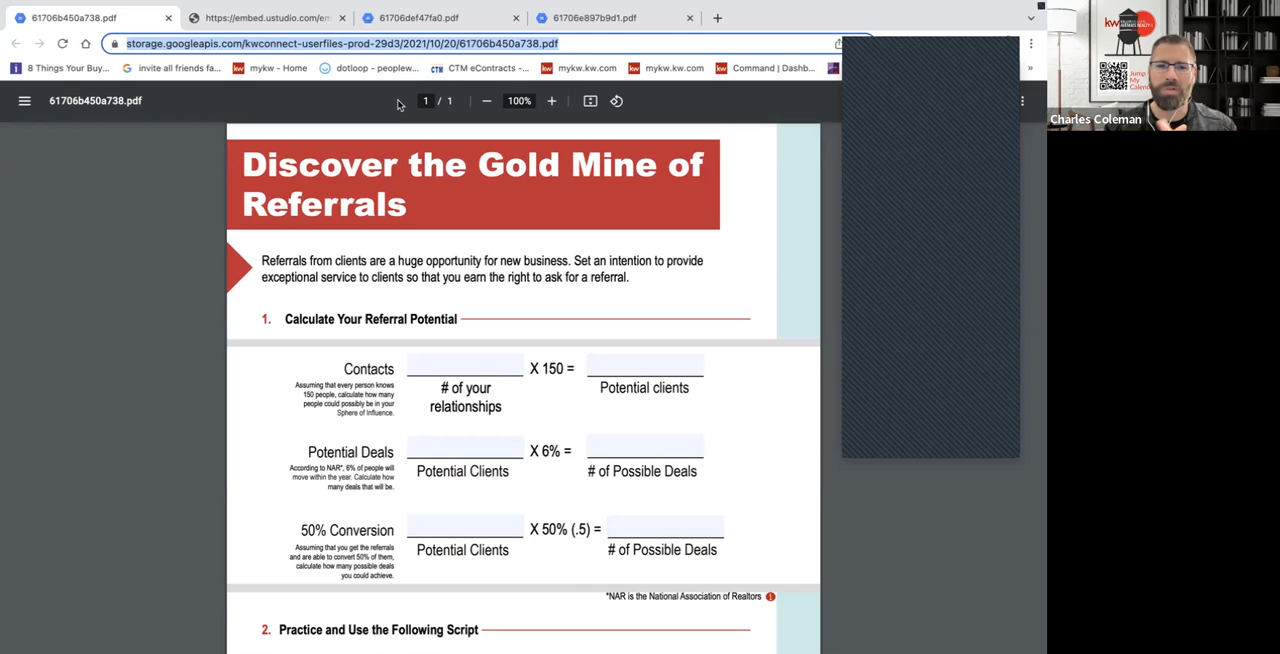 61706b450a738.pdf
https://embed.ustudio.com/em
61706def47fa0.pdf
61706e897b9d1.pdf
storage.googleapis.com/kwconnect-userfiles-prod-29d3/2021/10/20/61706b450a738.pdf
8 Things Your Buy...
invite all friends fa...
mykw - Home
dotloop - peoplew...
CTM eContracts -...
mykw.kw.com
mykw.kw.com
Command | Dashb...
»
61706b450a738.pdf
1 / 1
100%
kw
Jump
My
Charles Coleman
Discover the Gold Mine of
Referrals
Referrals from clients are a huge opportunity for new business. Set an intention to provide
exceptional service to clients so that you earn the right to ask for a referral.
1. Calculate Your Referral Potential
Contacts
Assuming that every person knows
150 people, calculate how many
people could possibly be in your
Sphere of Influence.
# of your
relationships
X 150 =
Potential clients
Potential Deals
According to NAR*, 6% of people will
move within the year. Calculate how
many deals that will be.
Potential Clients
X 6% =
# of Possible Deals
50% Conversion
Assuming that you get the referrals
and are able to convert 50% of them,
calculate how many possible deals
you could achieve.
Potential Clients
X 50% (.5) =
# of Possible Deals
*NAR is the National Association of Realtors
2. Practice and Use the Following Script